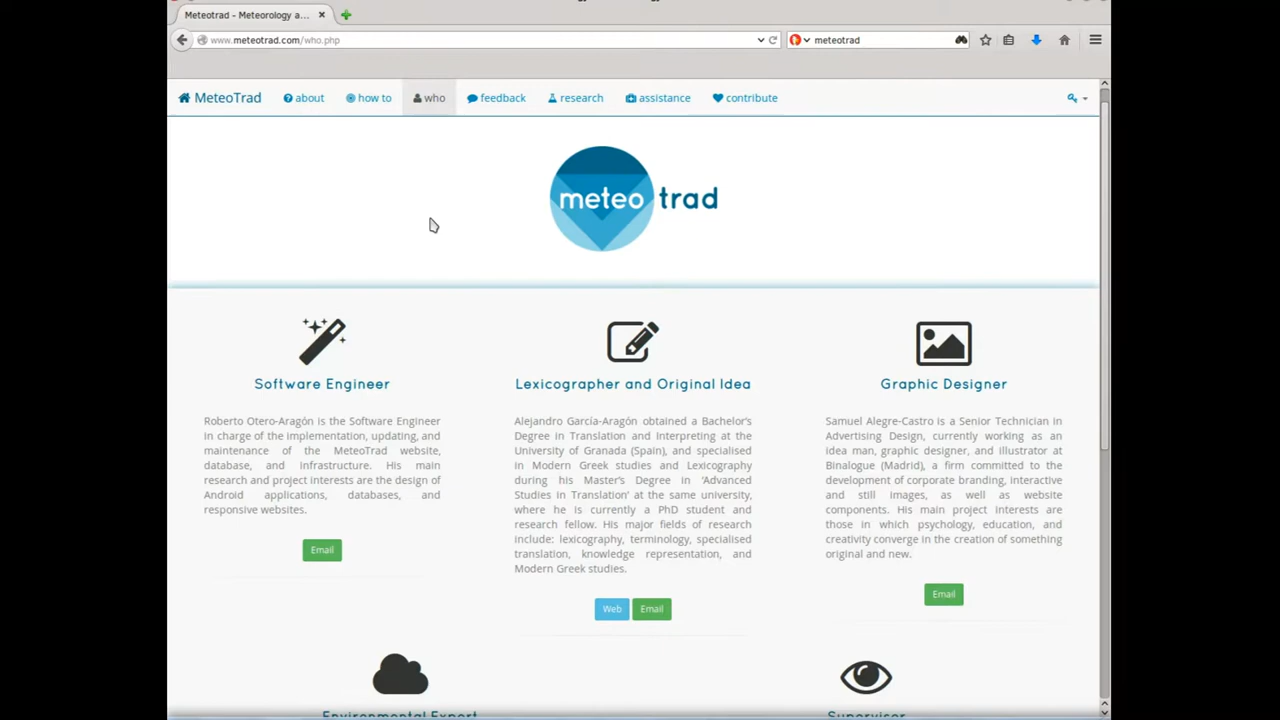 Meteotrad - Meteorology a...
www.meteotrad.com/who.php
meteotrad
MeteoTrad about how to who feedback research assistance contribute
meteo trad
Software Engineer
Roberto Otero-Aragón is the Software Engineer
in charge of the implementation, updating, and
maintenance of the MeteoTrad website,
database, and infrastructure. His main
research and project interests are the design of
Android applications, databases, and
responsive websites.
Email
Lexicographer and Original Idea
Alejandro García-Aragón obtained a Bachelor's
Degree in Translation and Interpreting at the
University of Granada (Spain), and specialised
in Modern Greek studies and Lexicography
during his Master's Degree in 'Advanced
Studies in Translation' at the same university,
where he is currently a PhD student and
research fellow. His major fields of research
include: lexicography, terminology, specialised
translation, knowledge representation, and
Modern Greek studies.
Web Email
Graphic Designer
Samuel Alegre-Castro is a Senior Technician in
Advertising Design, currently working as an
idea man, graphic designer, and illustrator at
Binalogue (Madrid), a firm committed to the
development of corporate branding, interactive
and still images, as well as website
components. His main project interests are
those in which psychology, education, and
creativity converge in the creation of something
original and new.
Email
Environmental Expert
Supervisor